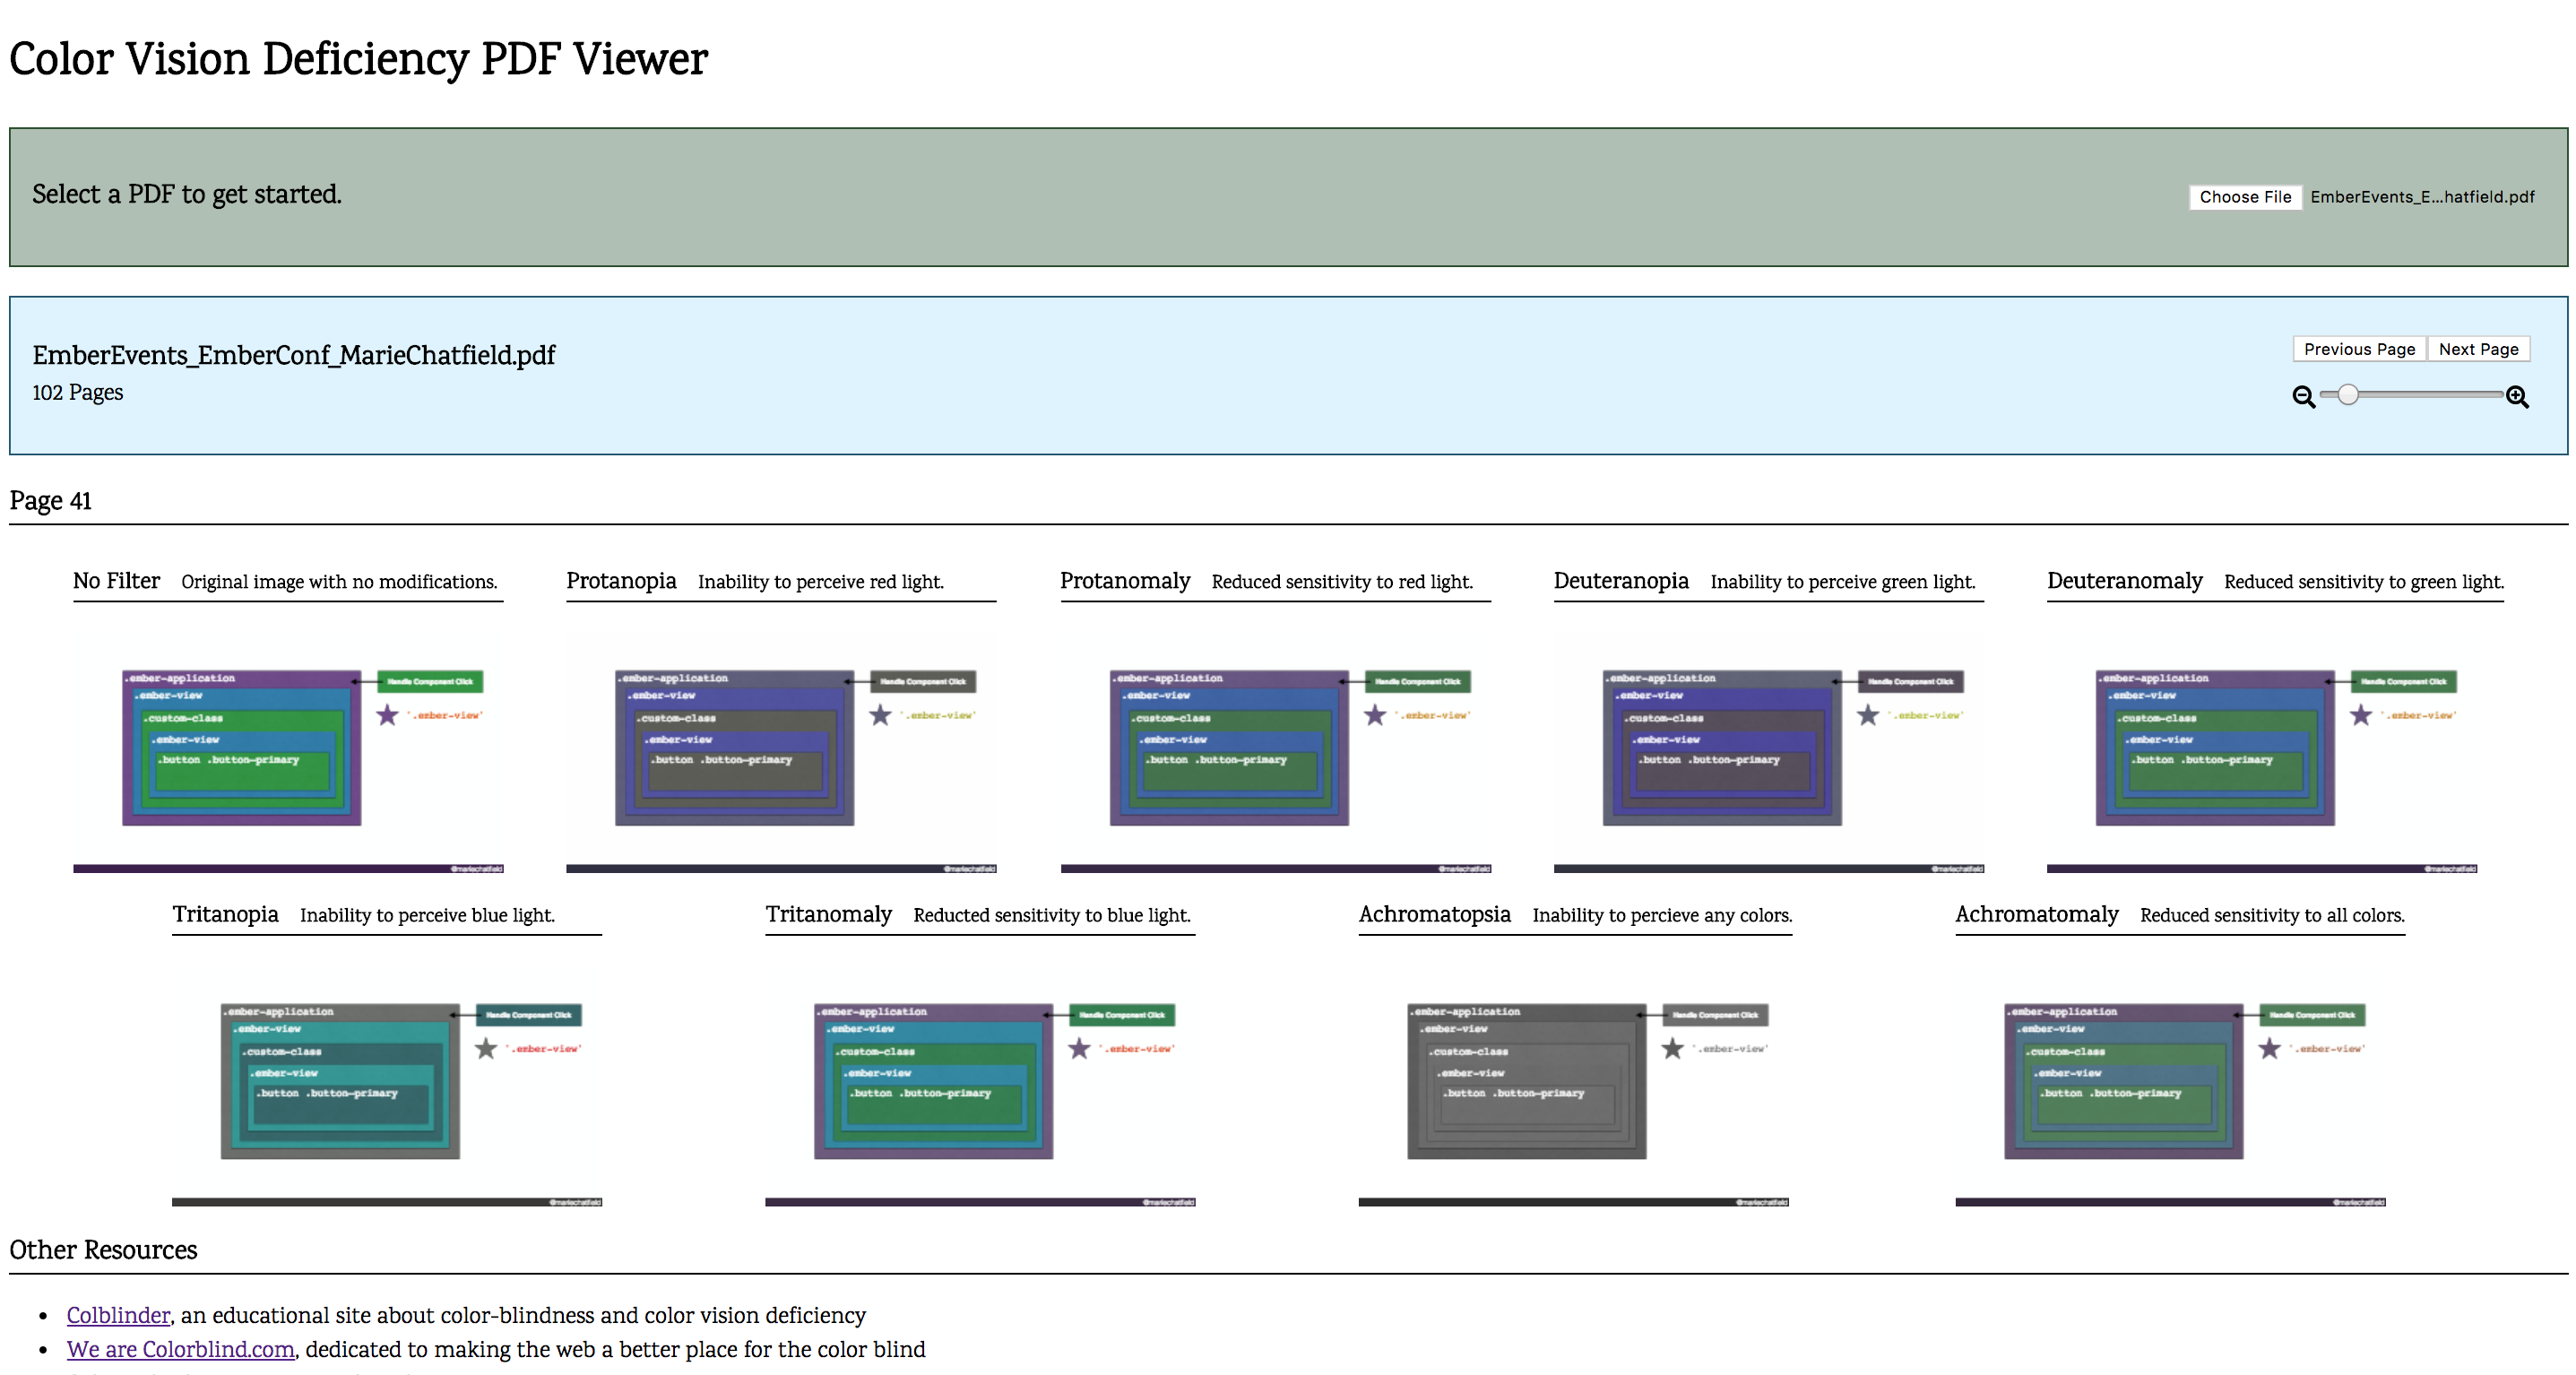 Color Vision Deficiency PDF Viewer
Select a PDF to get started.
Choose File EmberEvents_E...hatfield.pdf
EmberEvents_EmberConf_MarieChatfield.pdf
102 Pages
Previous Page Next Page
Page 41
No Filter Original image with no modifications.
.ember-application
.ember-view
.custom-class
.ember-view
.button .button-primary
Handle Component Click
'.ember-view'
@mariechatfield
Protanopia Inability to perceive red light.
.ember-application
.ember-view
.custom-class
.ember-view
.button .button-primary
Handle Component Click
'.ember-view'
@mariechatfield
Protanomaly Reduced sensitivity to red light.
.ember-application
.ember-view
.custom-class
.ember-view
.button .button-primary
Handle Component Click
'.ember-view'
@mariechatfield
Deuteranopia Inability to perceive green light.
.ember-application
.ember-view
.custom-class
.ember-view
.button .button-primary
Handle Component Click
'.ember-view'
@mariechatfield
Deuteranomaly Reduced sensitivity to green light.
.ember-application
.ember-view
.custom-class
.ember-view
.button .button-primary
Handle Component Click
'.ember-view'
@mariechatfield
Tritanopia Inability to perceive blue light.
.ember-application
.ember-view
.custom-class
.ember-view
.button .button-primary
Handle Component Click
'.ember-view'
@mariechatfield
Tritanomaly Reducted sensitivity to blue light.
.ember-application
.ember-view
.custom-class
.ember-view
.button .button-primary
Handle Component Click
'.ember-view'
@mariechatfield
Achromatopsia Inability to percieve any colors.
.ember-application
.ember-view
.custom-class
.ember-view
.button .button-primary
Handle Component Click
'.ember-view'
@mariechatfield
Achromatomaly Reduced sensitivity to all colors.
.ember-application
.ember-view
.custom-class
.ember-view
.button .button-primary
Handle Component Click
'.ember-view'
@mariechatfield
Other Resources
• Colblinder, an educational site about color-blindness and color vision deficiency
• We are Colorblind.com, dedicated to making the web a better place for the color blind